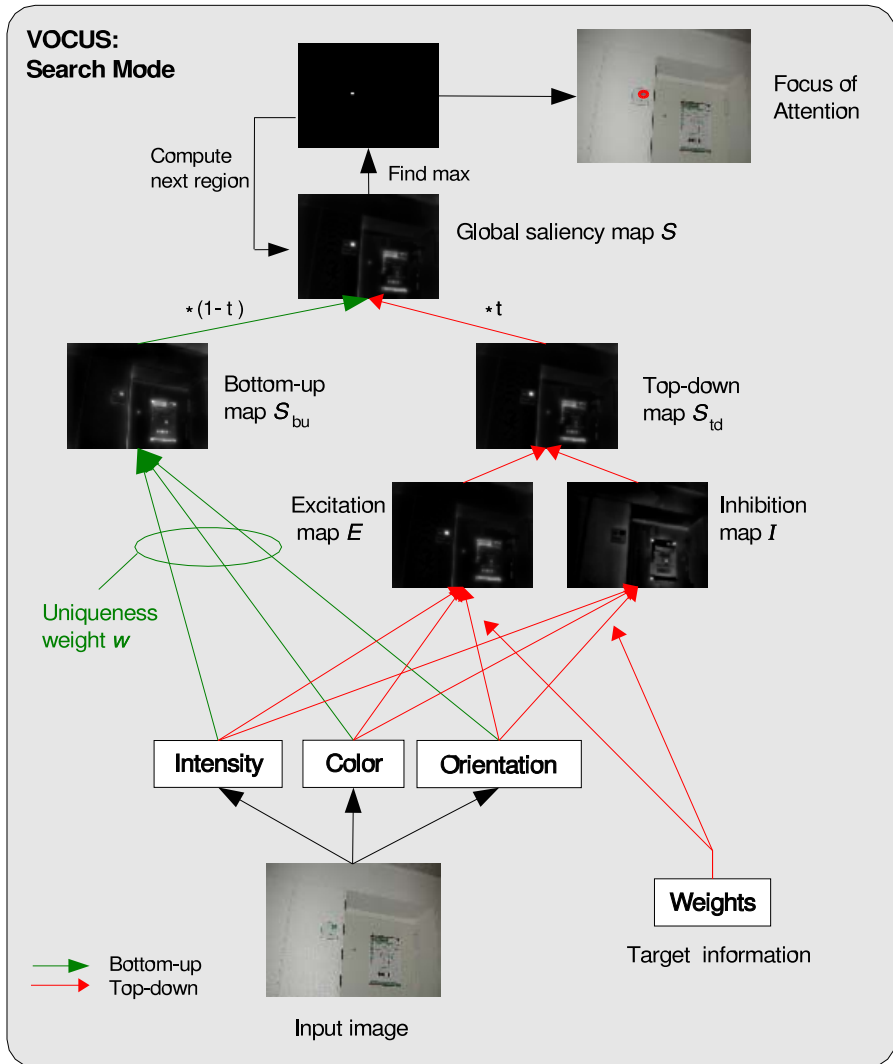 VOCUS:
Search Mode
Focus of
Attention
Compute
next region
Find max
Global saliency map S
*(1-t)
*t
Bottom-up
map S bu
Top-down
map S td
Excitation
map E
Inhibition
map I
Uniqueness
weight w
Intensity
Color
Orientation
Weights
Target information
Bottom-up
Top-down
Input image